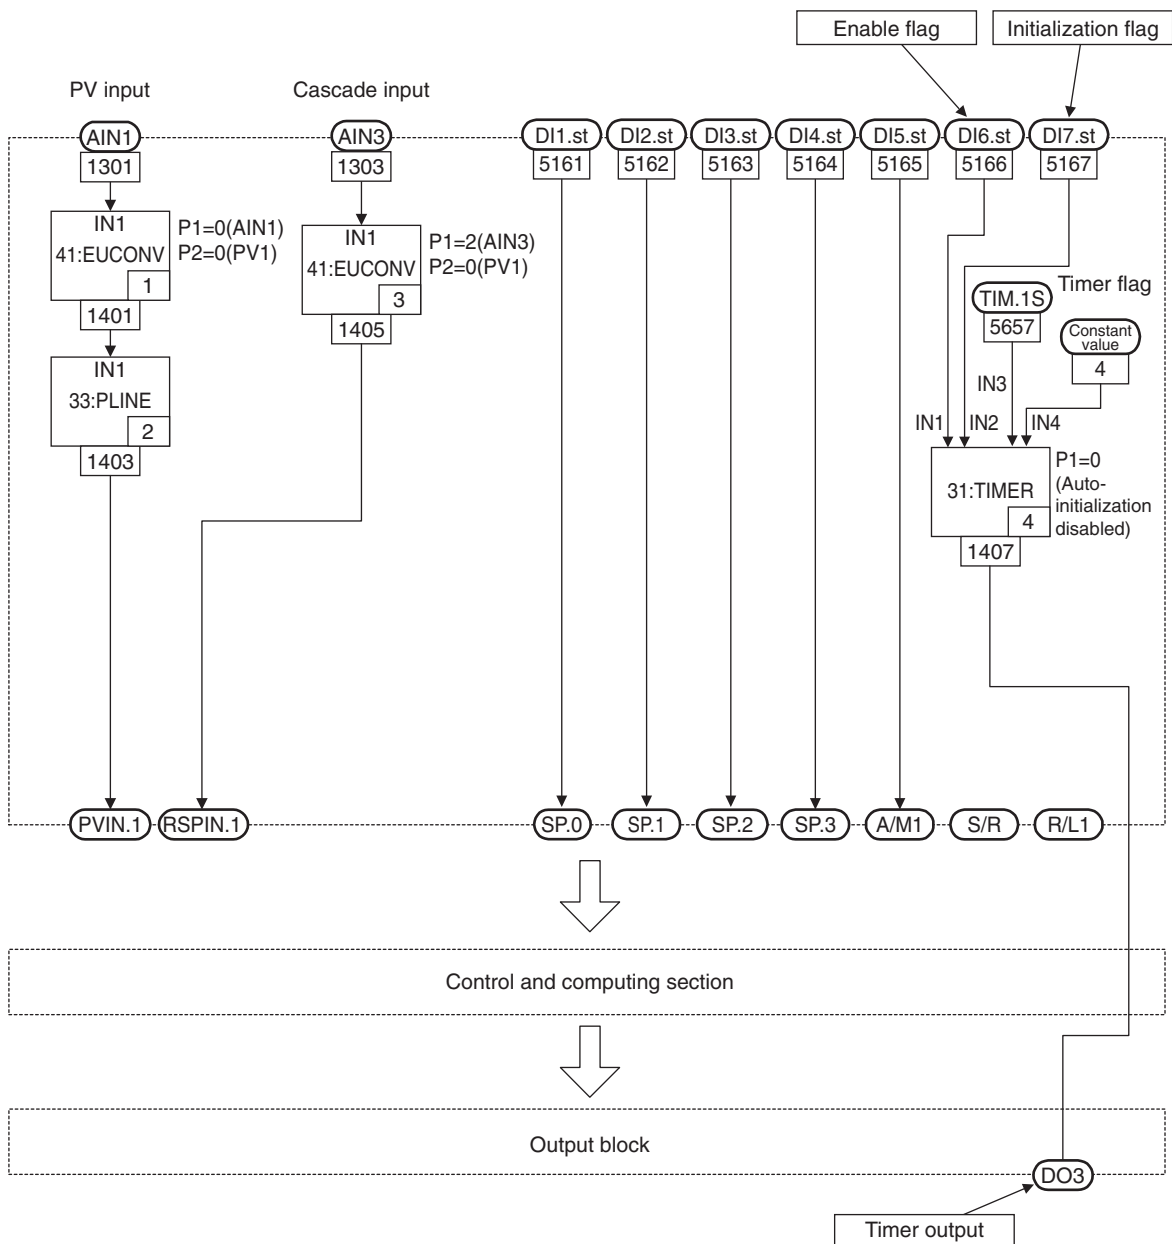 Enable flag
Initialization flag
PV input
Cascade input
AIN1
AIN3
DI1.st
DI2.st
DI3.st
DI4.st
DI5.st
DI6.st
DI7.st
1301
1303
5161
5162
5163
5164
5165
5166
5167
IN1
41:EUCONV
1
P1=0(AIN1)
P2=0(PV1)
1401
IN1
41:EUCONV
3
P1=2(AIN3)
P2=0(PV1)
1405
IN1
33:PLINE
2
1403
TIM.1S
Timer flag
5657
Constant
value
4
IN3
IN1
IN2
IN4
31:TIMER
4
P1=0
(Auto-
initialization
disabled)
1407
PVIN.1
RSPIN.1
SP.0
SP.1
SP.2
SP.3
A/M1
S/R
R/L1
Control and computing section
Output block
DO3
Timer output